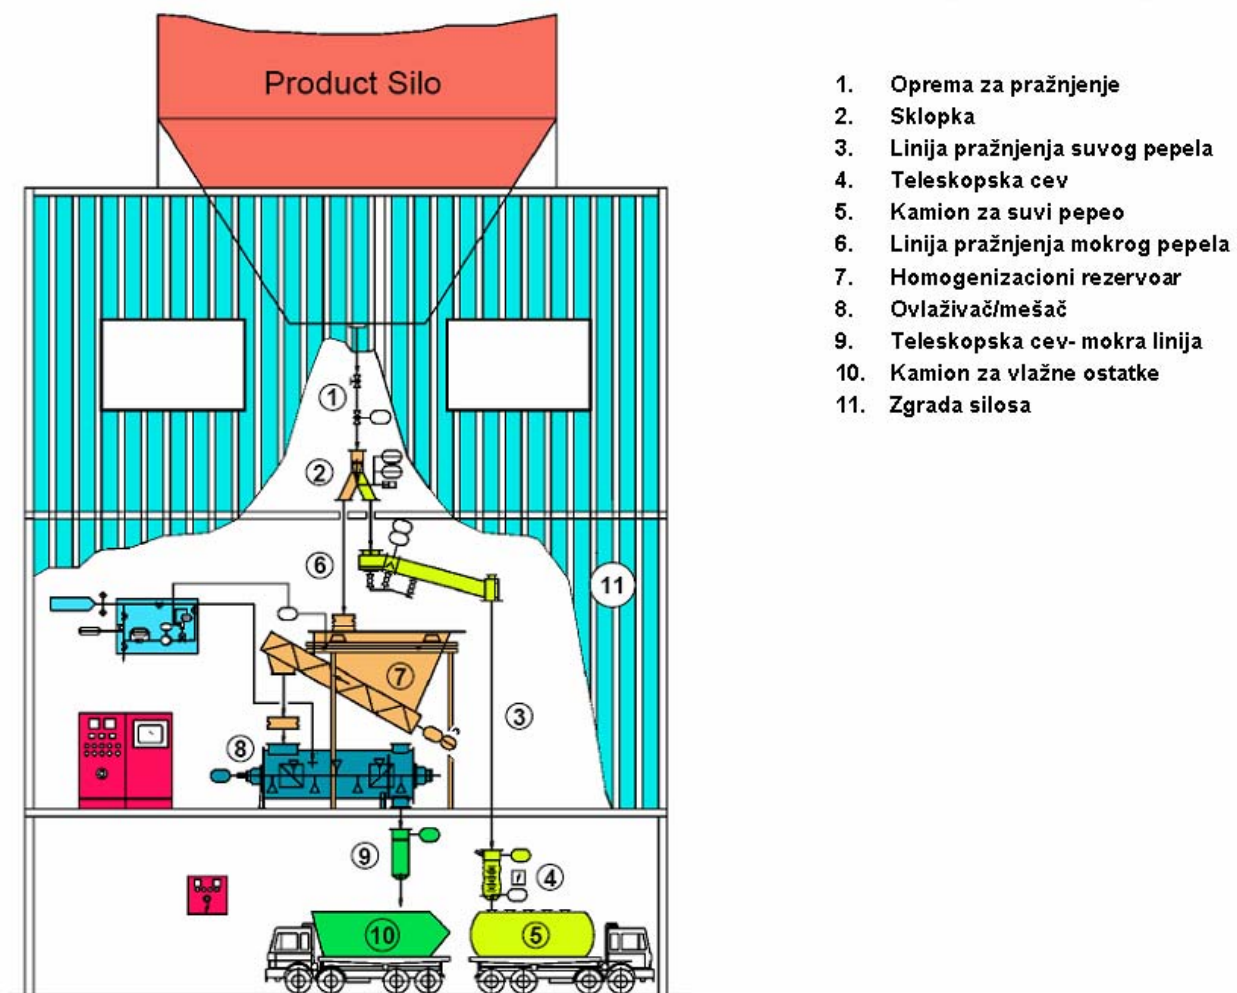 Product Silo
1. Oprema za pražnjenje
2. Sklopka
3. Linija pražnjenja suvog pepela
4. Teleskopska cev
5. Kamion za suvi pepeo
6. Linija pražnjenja mokrog pepela
7. Homogenizacioni rezervoar
8. Ovlaživač/mešač
9. Teleskopska cev- mokra linija
10. Kamion za vlažne ostatke
11. Zgrada silosa
1
2
6
11
7
3
8
9
4
10
5